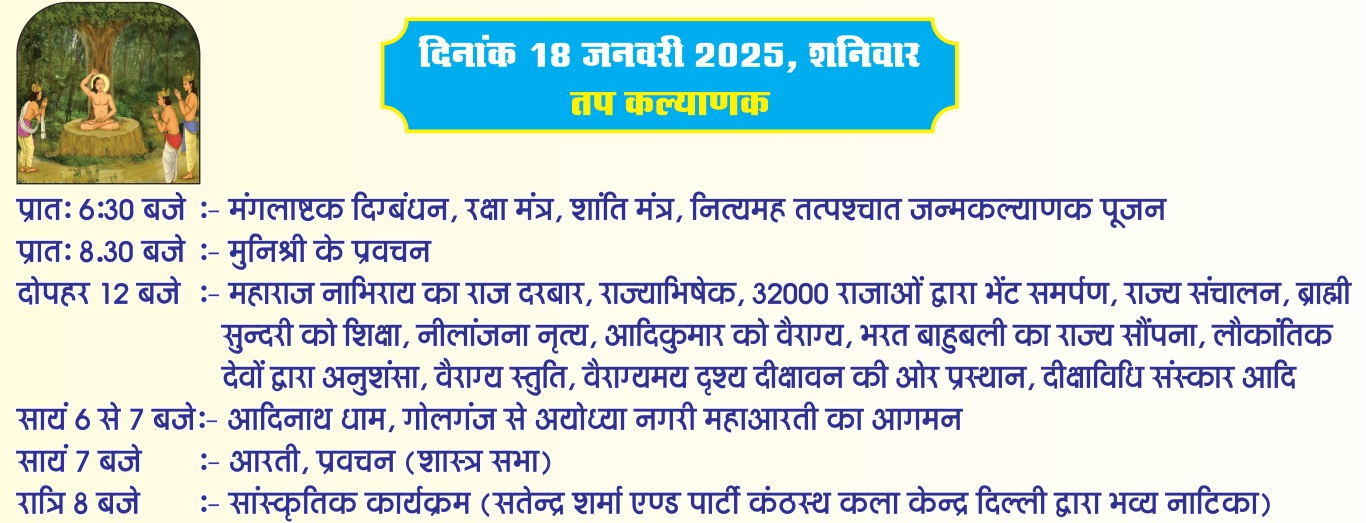 दिनांक 18 जनवरी 2025, शनिवार
तप कल्याणक
प्रातः 6:30 बजे :- मंगलाष्टक दिग्बंधन, रक्षा मंत्र, शांति मंत्र, नित्यमह तत्पश्चात जन्मकल्याणक पूजन
प्रातः 8.30 बजे :- मुनिश्री के प्रवचन
दोपहर 12 बजे :- महाराज नाभिराय का राज दरबार, राज्याभिषेक, 32000 राजाओं द्वारा भेंट समर्पण, राज्य संचालन, ब्राह्मी
सुन्दरी को शिक्षा, नीलांजना नृत्य, आदिकुमार को वैराग्य, भरत बाहुबली का राज्य सौंपना, लौकांतिक
देवों द्वारा अनुशंसा, वैराग्य स्तुति, वैराग्यमय दृश्य दीक्षावन की ओर प्रस्थान, दीक्षाविधि संस्कार आदि
सायं 6 से 7 बजे:- आदिनाथ धाम, गोलगंज से अयोध्या नगरी महाआरती का आगमन
सायं 7 बजे :- आरती, प्रवचन (शास्त्र सभा)
रात्रि 8 बजे :- सांस्कृतिक कार्यक्रम (सतेन्द्र शर्मा एण्ड पार्टी कंठस्थ कला केन्द्र दिल्ली द्वारा भव्य नाटिका)